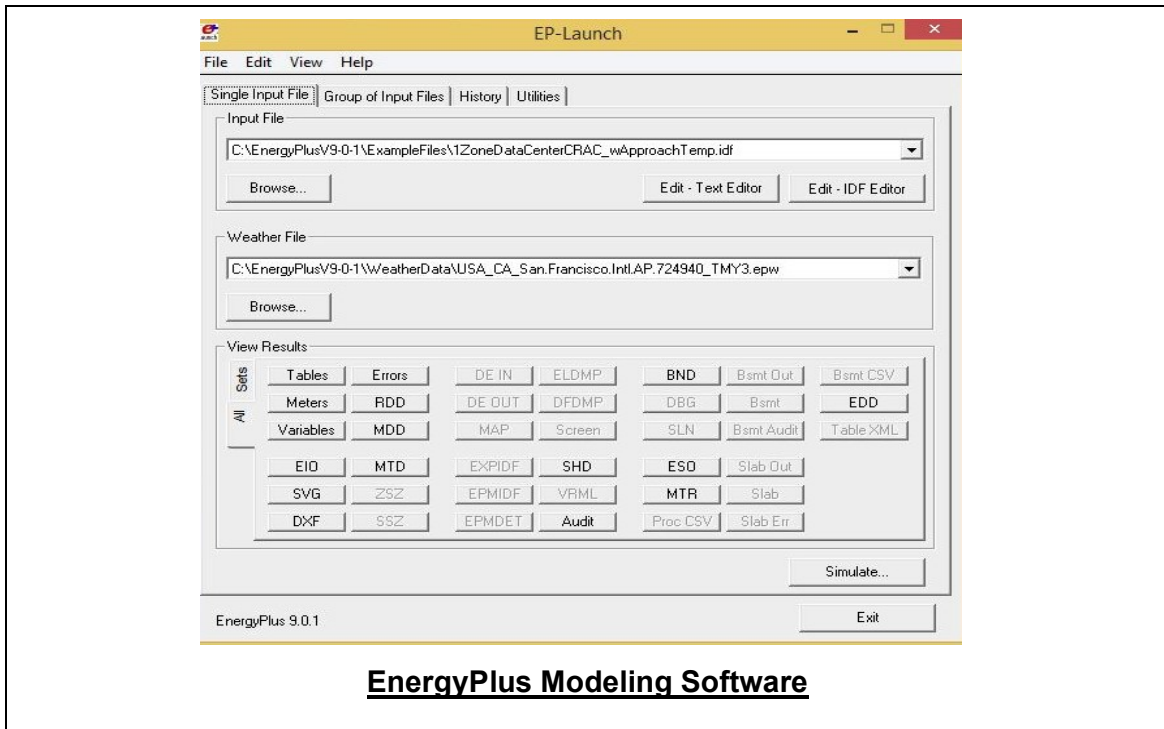 EP-Launch
File Edit View Help
Single Input File Group of Input Files History Utilities
Input File
C:\EnergyPlusV9-0-1\ExampleFiles\1ZoneDataCenterCRAC_wApproachTemp.idf
Browse... Edit - Text Editor Edit - IDF Editor
Weather File
C:\EnergyPlusV9-0-1\WeatherData\USA_CA_San.Francisco.Intl.AP.724940_TMY3.epw
Browse...
View Results
Sets
All
Tables Errors DE IN ELDMP BND Bsmt Out Bsmt CSV
Meters RDD DE OUT DFDMP DBG Bsmt EDD
Variables MDD MAP Screen SLN Bsmt Audit Table XML
EIO MTD EXPIDF SHD ESO Slab Out
SVG ZSZ EPMIDF VRML MTR Slab
DXF SSZ EPMDET Audit Proc CSV Slab Err
Simulate...
EnergyPlus 9.0.1 Exit
EnergyPlus Modeling Software